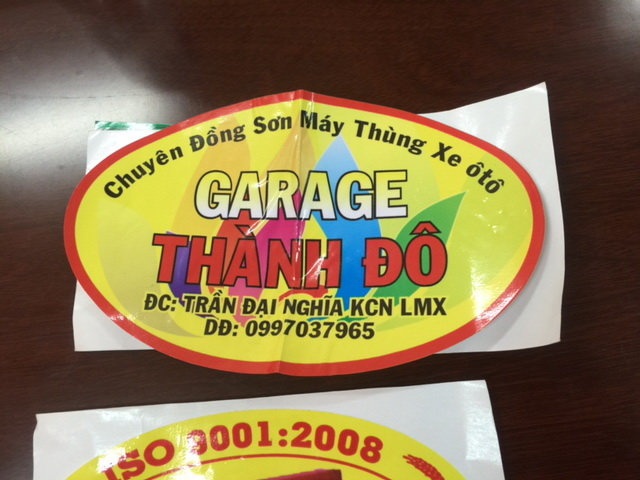 Chuyên Đồng Sơn Máy Thùng Xe ôtô
GARAGE
THÀNH ĐÔ
ĐC: TRẦN ĐẠI NGHĨA KCN LMX
DĐ: 0997037965
ISO 9001:2008